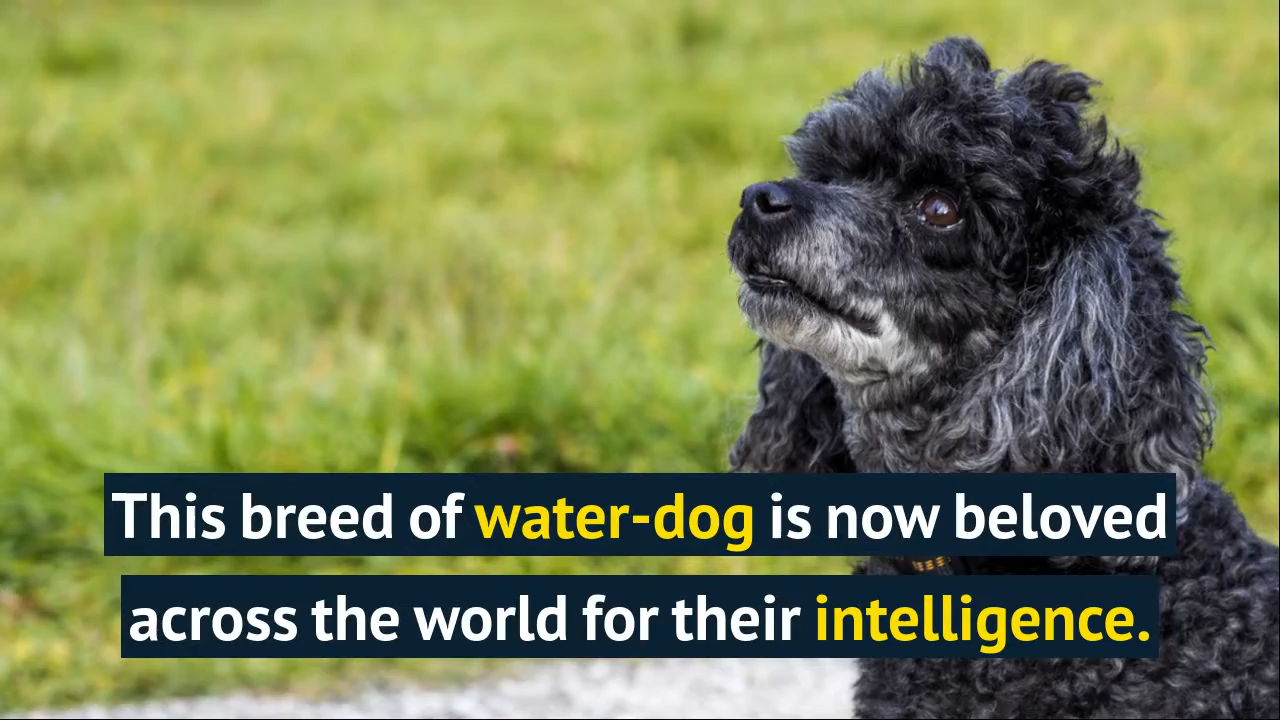 This breed of water-dog is now beloved
across the world for their intelligence.